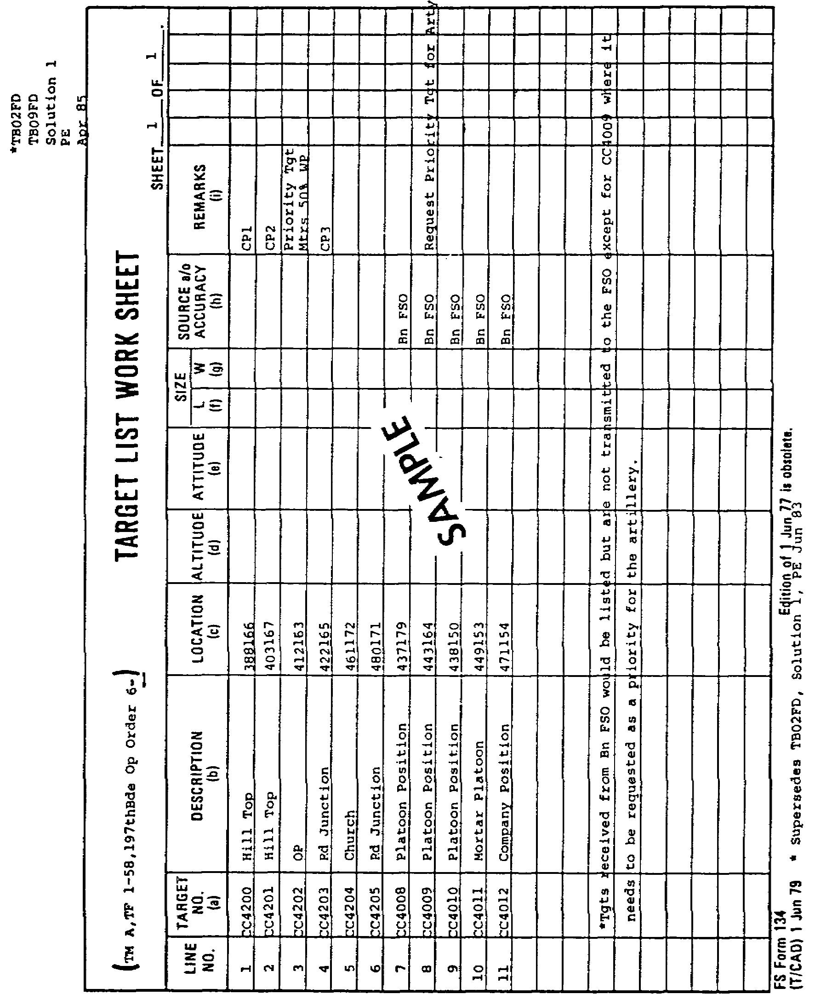 *TB02FD
TB09FD
Solution 1
PE
Apr 85
TARGET LIST WORK SHEET
(TM A,TF 1-58,197thBde Op Order 6-)
SHEET 1 OF 1.
LINE NO. TARGET NO. (a) DESCRIPTION (b) LOCATION (c) ALTITUDE (d) ATTITUDE (e) SIZE L (f) W (g) SOURCE a/o ACCURACY (h) REMARKS (i)
1 CC4200 Hill Top 388166 CP1
2 CC4201 Hill Top 403167 CP2
3 CC4202 OP 412163 Priority Tgt
Mtrs 50% WP
4 CC4203 Rd Junction 422165 CP3
5 CC4204 Church 461172
6 CC4205 Rd Junction 480171
7 CC4008 Platoon Position 437179 Bn FSO
8 CC4009 Platoon Position 443164 Bn FSO Request Priority Tgt for Arty
9 CC4010 Platoon Position 438150 Bn FSO
10 CC4011 Mortar Platoon 449153 Bn FSO
11 CC4012 Company Position 471154 Bn FSO
SAMPLE
*Tgts received from Bn FSO would be listed but are not transmitted to the FSO except for CC4009 where it
needs to be requested as a priority for the artillery.
FS Form 134
(T/CAD) 1 Jun 79
Edition of 1 Jun 77 is obsolete.
* Supersedes TB02FD, Solution 1, PE Jun 83